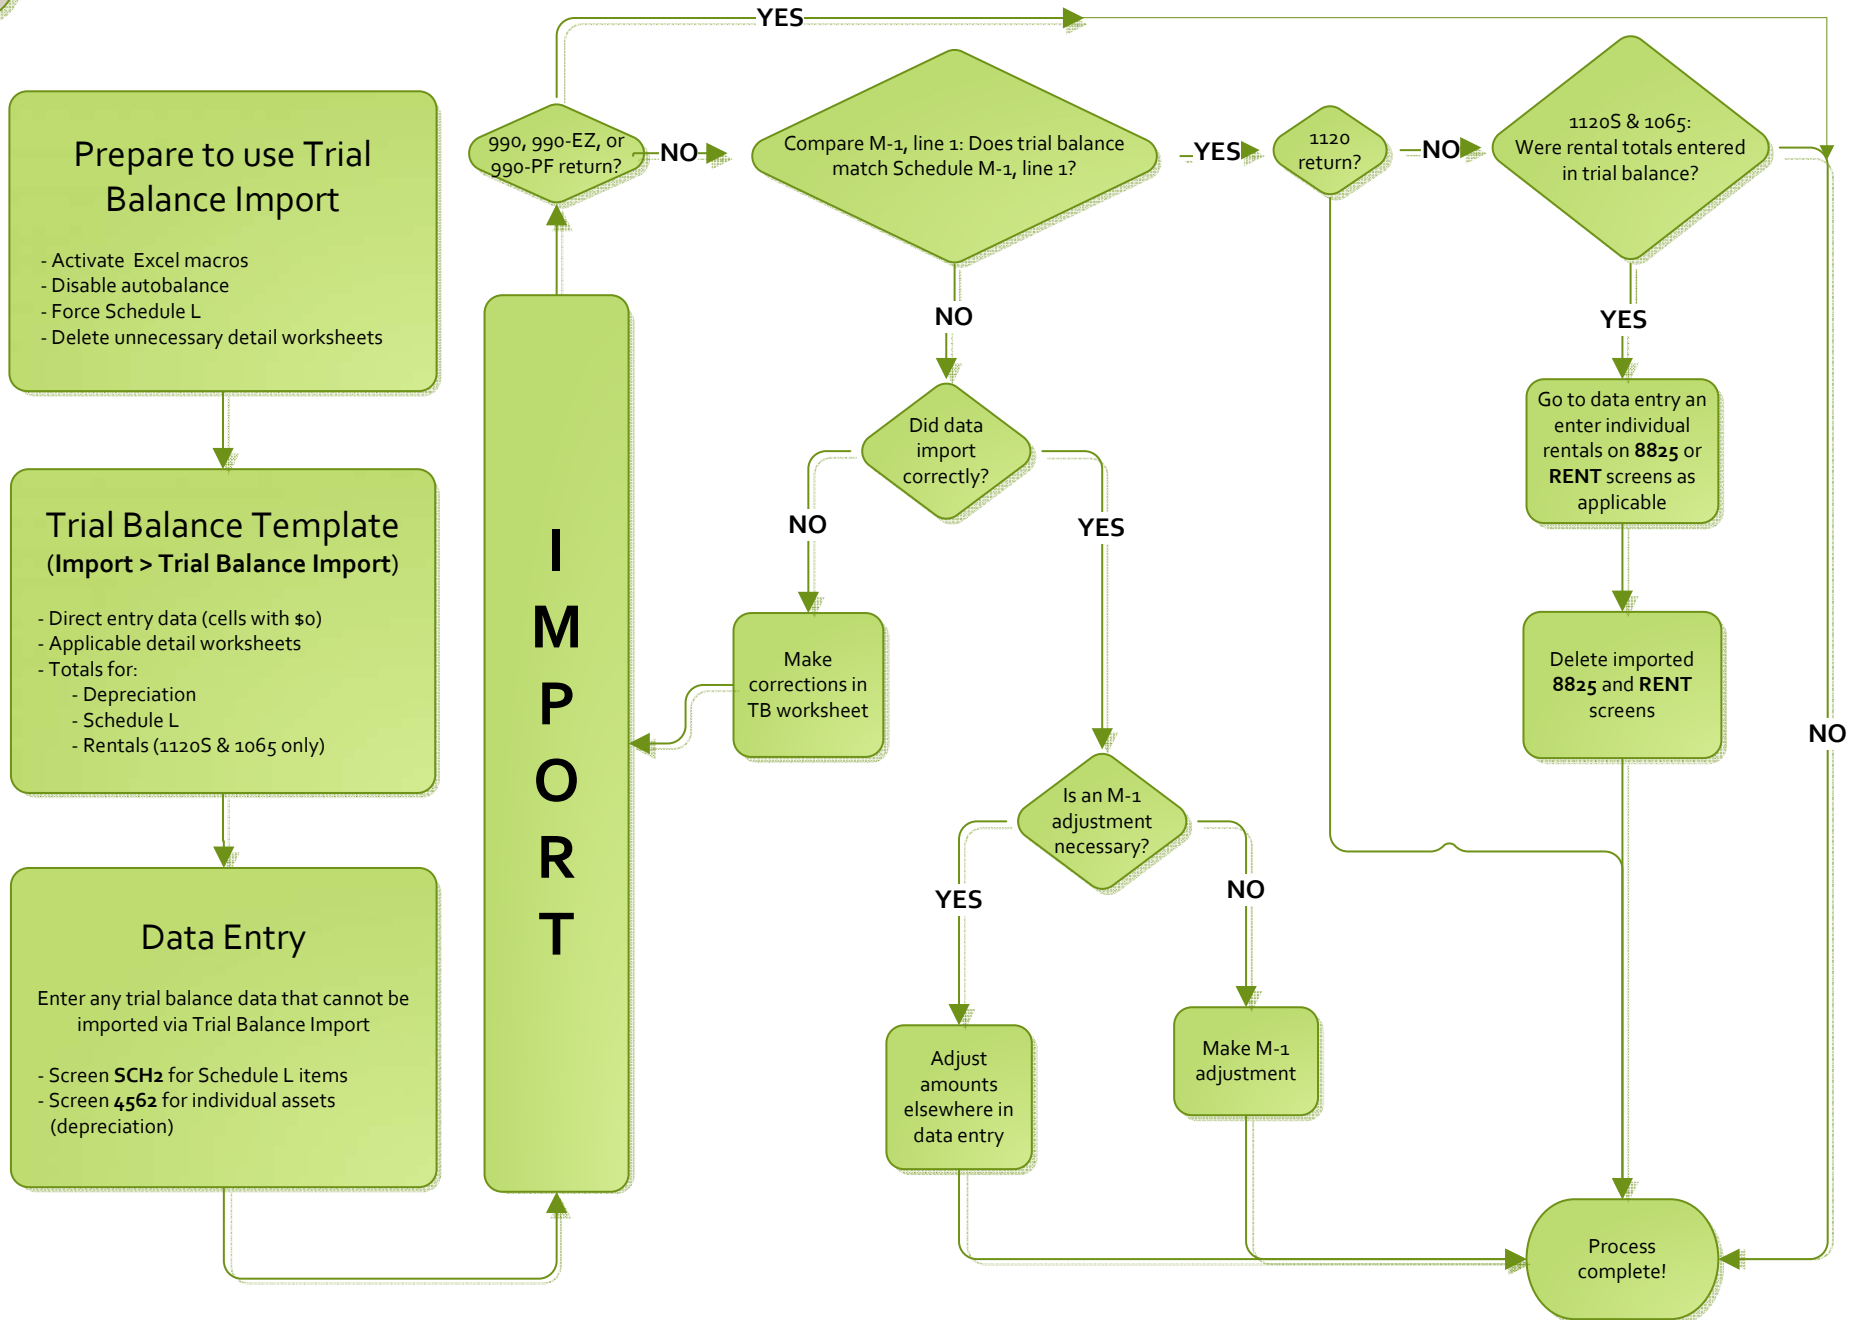 Prepare to use Trial
Balance Import
- Activate Excel macros
- Disable autobalance
- Force Schedule L
- Delete unnecessary detail worksheets
Trial Balance Template
(Import > Trial Balance Import)
- Direct entry data (cells with $0)
- Applicable detail worksheets
- Totals for:
- Depreciation
- Schedule L
- Rentals (1120S & 1065 only)
Data Entry
Enter any trial balance data that cannot be
imported via Trial Balance Import
- Screen SCH2 for Schedule L items
- Screen 4562 for individual assets
(depreciation)
I
M
P
O
R
T
990, 990-EZ, or
990-PF return?
YES
NO
Compare M-1, line 1: Does trial balance
match Schedule M-1, line 1?
YES
1120
return?
NO
1120S & 1065:
Were rental totals entered
in trial balance?
NO
YES
Did data
import
correctly?
NO
YES
Make
corrections in
TB worksheet
Is an M-1
adjustment
necessary?
YES
NO
Adjust
amounts
elsewhere in
data entry
Make M-1
adjustment
Go to data entry an
enter individual
rentals on 8825 or
RENT screens as
applicable
Delete imported
8825 and RENT
screens
NO
Process
complete!